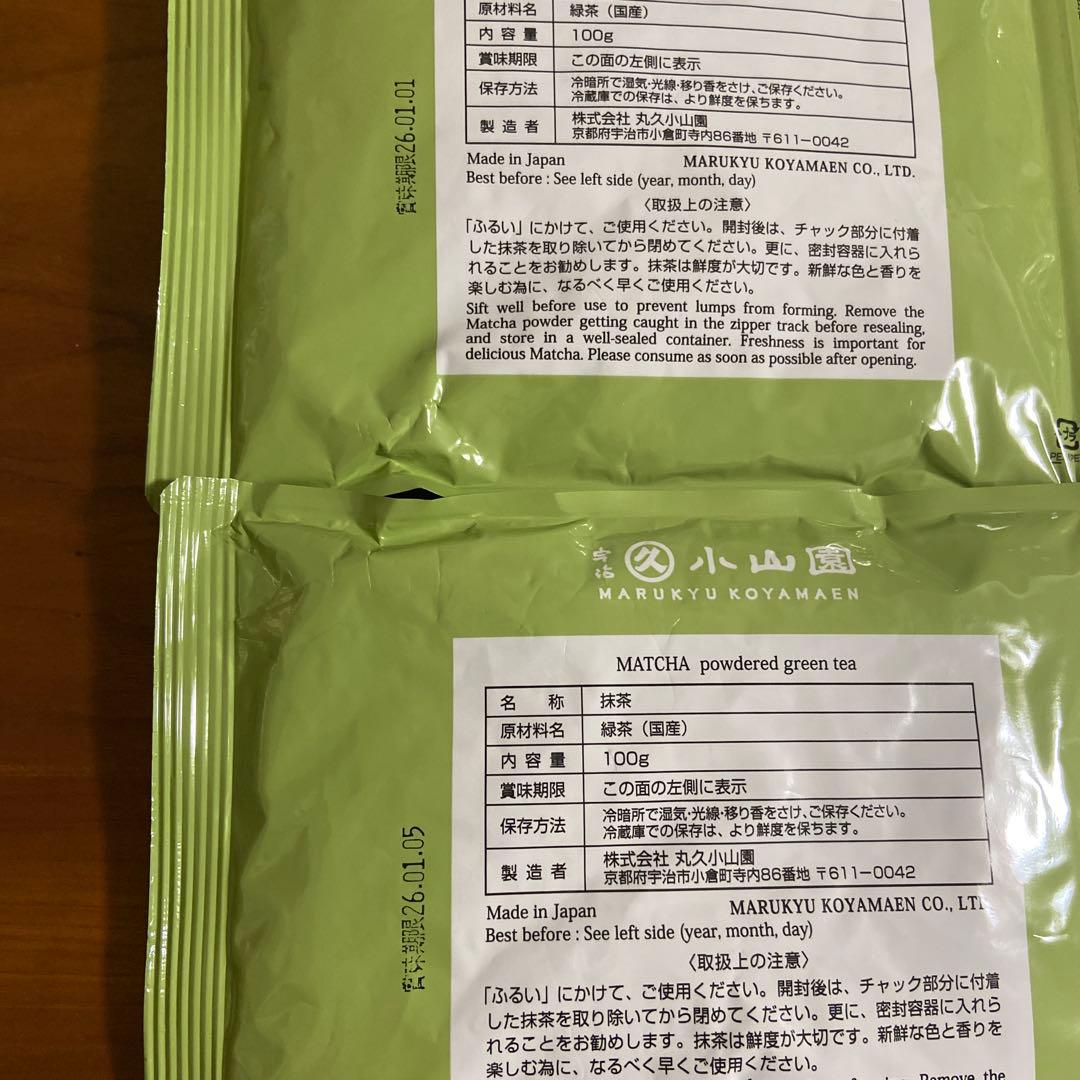 原材料名 緑茶（国産）
内容量 100g
賞味期限 この面の左側に表示
保存方法 冷暗所で湿気・光線・移り香をさけ、ご保存ください。
冷蔵庫での保存は、より鮮度を保ちます。
製造者 株式会社 丸久小山園
京都府宇治市小倉町寺内86番地 〒611-0042
賞味期限26.01.01
Made in Japan MARUKYU KOYAMAEN CO., LTD.
Best before : See left side (year, month, day)
〈取扱上の注意〉
「ふるい」にかけて、ご使用ください。開封後は、チャック部分に付着
した抹茶を取り除いてから閉めてください。更に、密封容器に入れら
れることをお勧めします。抹茶は鮮度が大切です。新鮮な色と香りを
楽しむ為に、なるべく早くご使用ください。
Sift well before use to prevent lumps from forming. Remove the
Matcha powder getting caught in the zipper track before resealing,
and store in a well-sealed container. Freshness is important for
delicious Matcha. Please consume as soon as possible after opening.
プラ
宇治 久 小山園
MARUKYU KOYAMAEN
MATCHA powdered green tea
名称 抹茶
原材料名 緑茶（国産）
内容量 100g
賞味期限 この面の左側に表示
保存方法 冷暗所で湿気・光線・移り香をさけ、ご保存ください。
冷蔵庫での保存は、より鮮度を保ちます。
製造者 株式会社 丸久小山園
京都府宇治市小倉町寺内86番地 〒611-0042
賞味期限26.01.05
Made in Japan MARUKYU KOYAMAEN CO., LT
Best before : See left side (year, month, day)
〈取扱上の注意〉
「ふるい」にかけて、ご使用ください。開封後は、チャック部分に付着
した抹茶を取り除いてから閉めてください。更に、密封容器に入れら
れることをお勧めします。抹茶は鮮度が大切です。新鮮な色と香りを
楽しむ為に、なるべく早くご使用ください。
Remove the